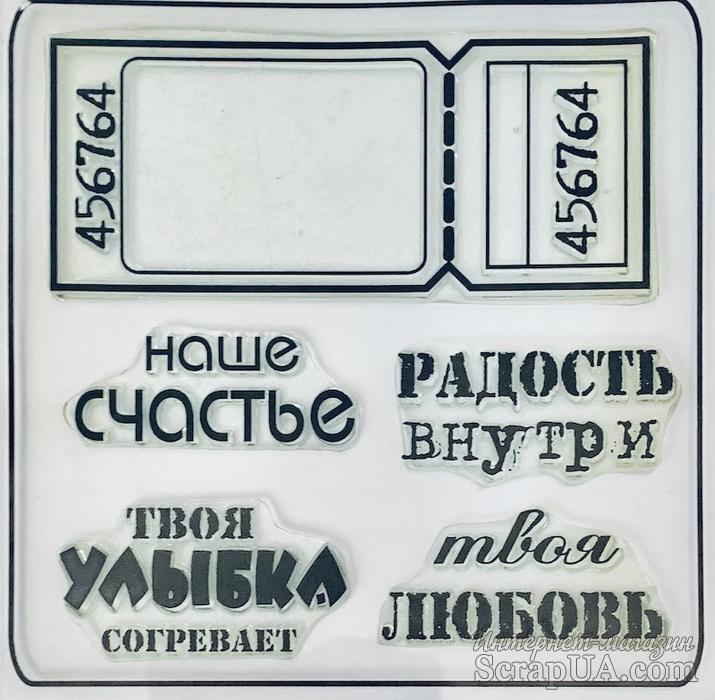 456764
456764
наше
счастье
РАДОСТЬ
внутри
ТВОЯ
УЛЫБКА
СОГРЕВАЕТ
твоя
ЛЮБОВЬ
Интернет-магазин
ScrapUA.com